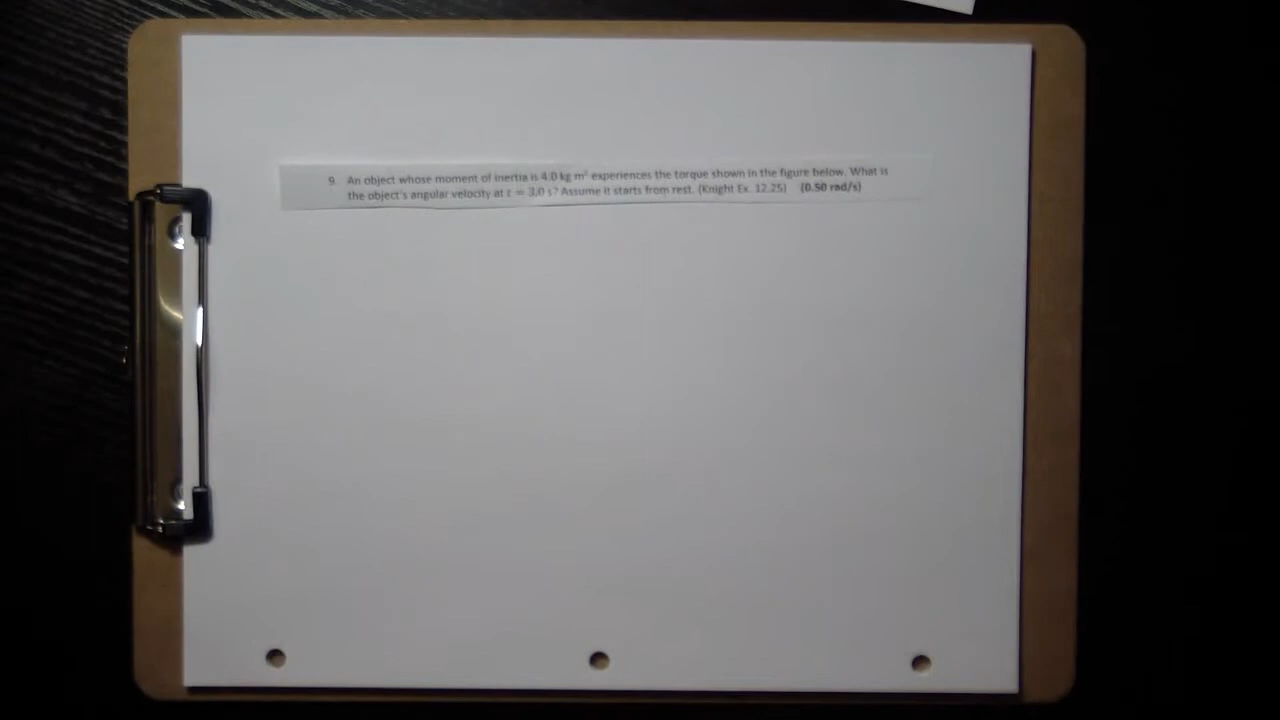 9. An object whose moment of inertia is 4.0 kg m² experiences the torque shown in the figure below. What is
the object's angular velocity at t = 3.0 s? Assume it starts from rest. (Knight Ex. 12.25) (0.50 rad/s)